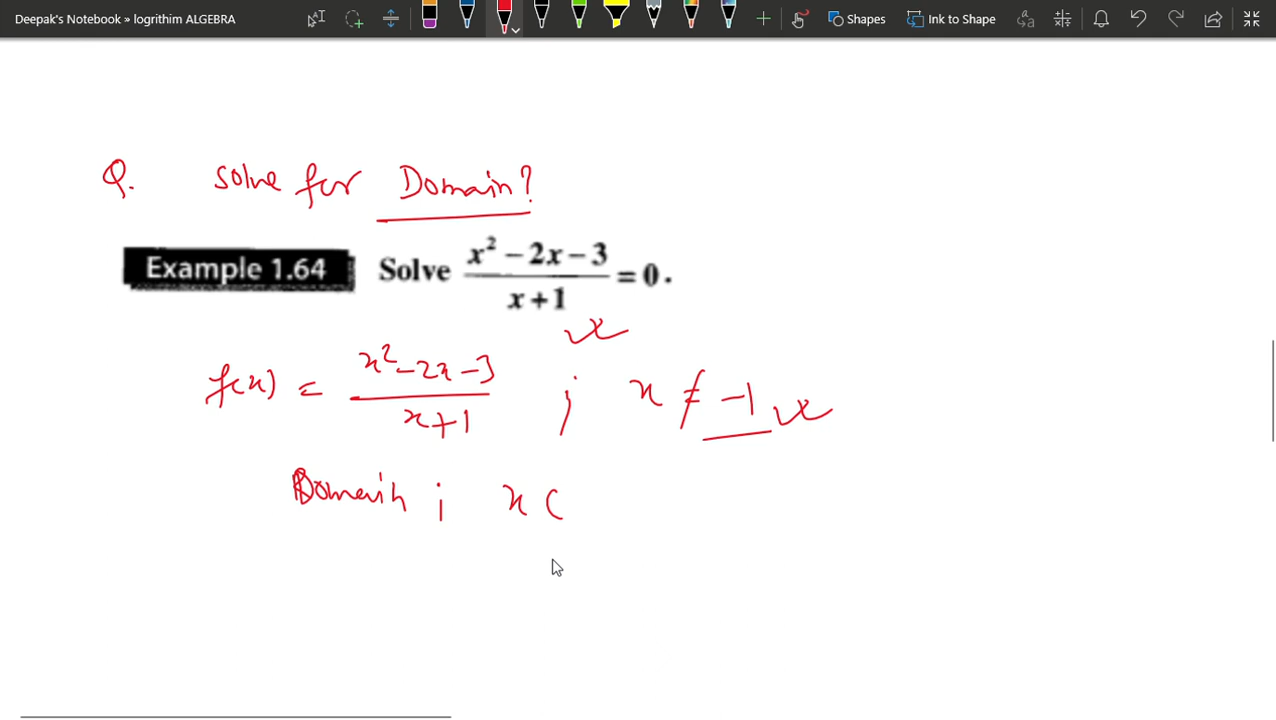 Deepak's Notebook » logrithim ALGEBRA
Shapes
Ink to Shape
Q. solve for Domain?
Example 1.64 Solve (x² − 2x − 3)/(x + 1) = 0.
f(x) = (x² − 2x − 3)/(x + 1) ; x ≠ −1
Domain ; x (